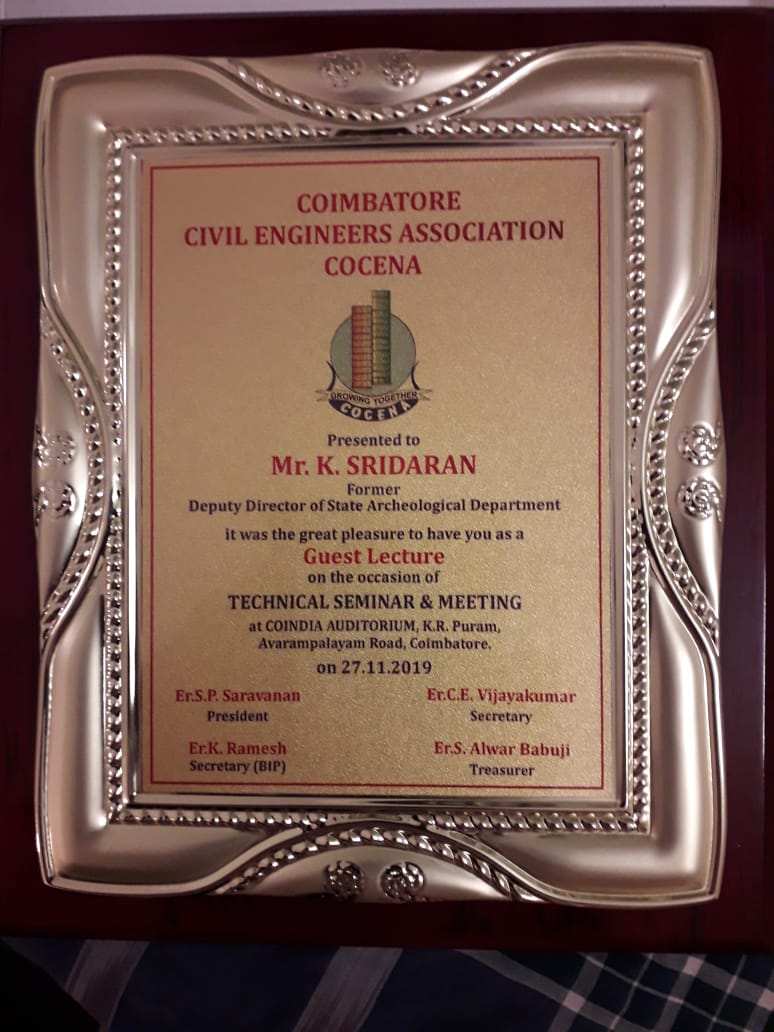 COIMBATORE
CIVIL ENGINEERS ASSOCIATION
COCENA
GROWING TOGETHER
COCENA
Presented to
Mr. K. SRIDARAN
Former
Deputy Director of State Archeological Department
it was the great pleasure to have you as a
Guest Lecture
on the occasion of
TECHNICAL SEMINAR & MEETING
at COINDIA AUDITORIUM, K.R. Puram,
Avarampalayam Road, Coimbatore.
on 27.11.2019
Er.S.P. Saravanan
President
Er.C.E. Vijayakumar
Secretary
Er.K. Ramesh
Secretary (BIP)
Er.S. Alwar Babuji
Treasurer